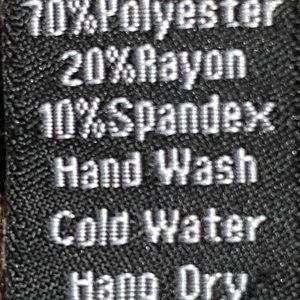 70%Polyester
20%Rayon
10%Spandex
Hand Wash
Cold Water
Hang Dry